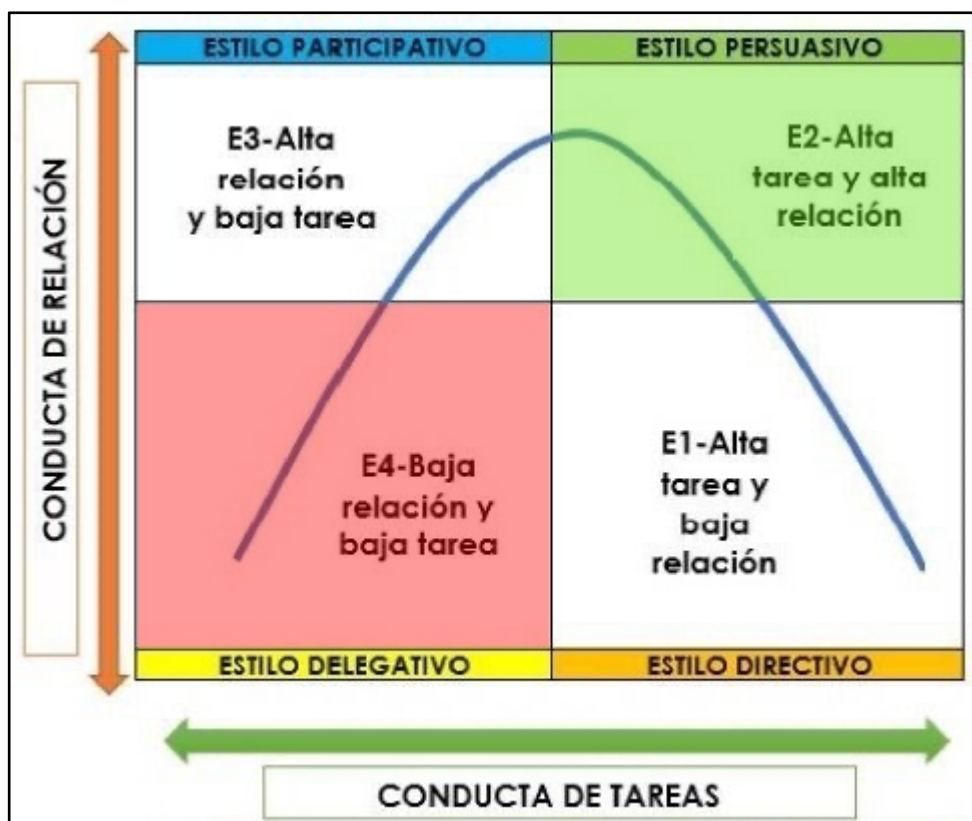 ESTILO PARTICIPATIVO
ESTILO PERSUASIVO
E3-Alta
relación
y baja tarea
E2-Alta
tarea y alta
relación
CONDUCTA DE RELACIÓN
E4-Baja
relación y
baja tarea
E1-Alta
tarea y
baja
relación
ESTILO DELEGATIVO
ESTILO DIRECTIVO
CONDUCTA DE TAREAS